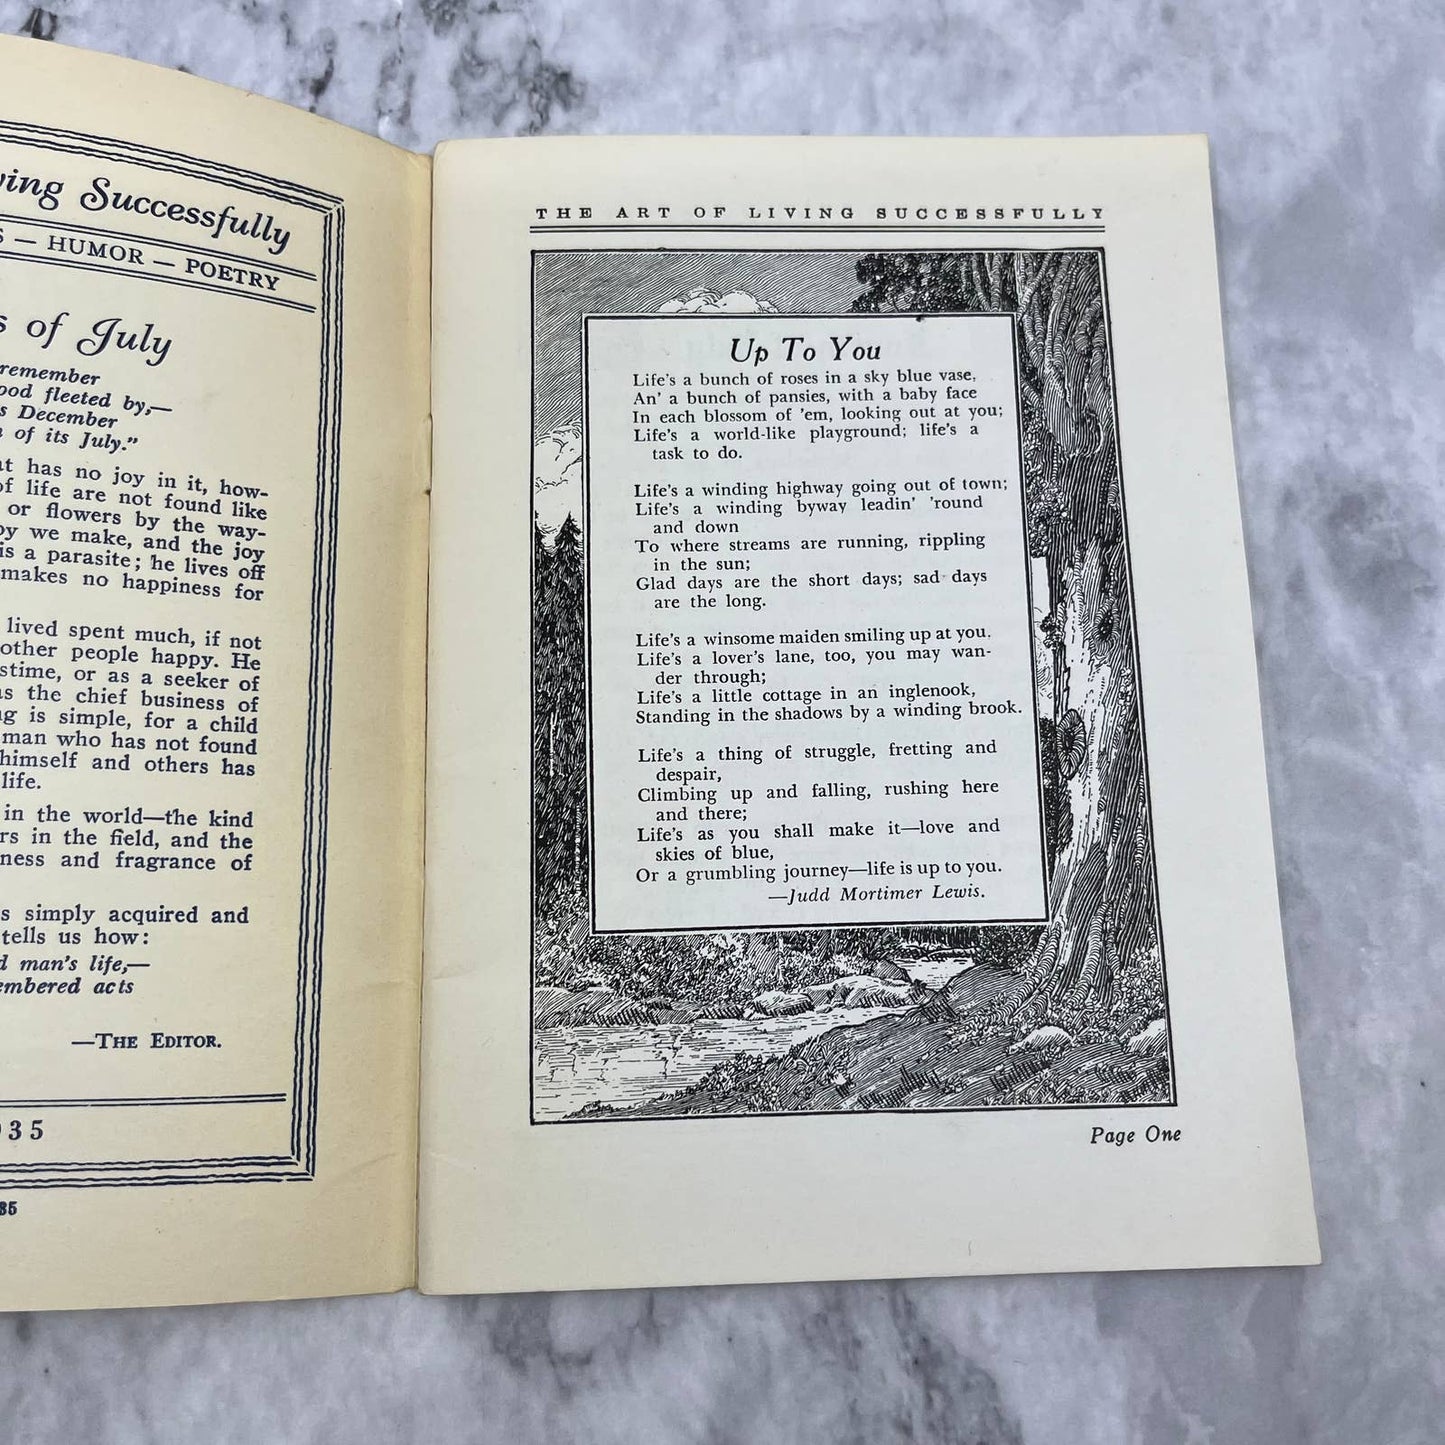 ving Successfully
S — HUMOR — POETRY
s of July
remember
ood fleeted by,—
s December
of its July."
at has no joy in it, how-
of life are not found like
or flowers by the way-
oy we make, and the joy
is a parasite; he lives off
makes no happiness for
lived spent much, if not
other people happy. He
stime, or as a seeker of
as the chief business of
ng is simple, for a child
man who has not found
himself and others has
life.
in the world—the kind
rs in the field, and the
ness and fragrance of
s simply acquired and
tells us how:
d man's life,—
embered acts
—THE EDITOR.
935
35
THE ART OF LIVING SUCCESSFULLY
Up To You
Life's a bunch of roses in a sky blue vase,
An' a bunch of pansies, with a baby face
In each blossom of 'em, looking out at you;
Life's a world-like playground; life's a
task to do.
Life's a winding highway going out of town;
Life's a winding byway leadin' 'round
and down
To where streams are running, rippling
in the sun;
Glad days are the short days; sad days
are the long.
Life's a winsome maiden smiling up at you.
Life's a lover's lane, too, you may wan-
der through;
Life's a little cottage in an inglenook,
Standing in the shadows by a winding brook.
Life's a thing of struggle, fretting and
despair,
Climbing up and falling, rushing here
and there;
Life's as you shall make it—love and
skies of blue,
Or a grumbling journey—life is up to you.
—Judd Mortimer Lewis.
Page One